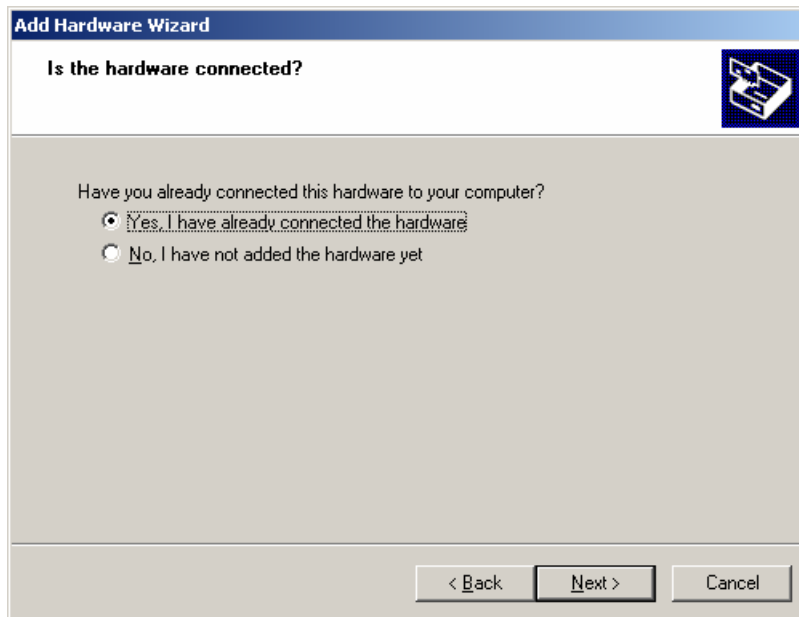 Add Hardware Wizard
Is the hardware connected?
Have you already connected this hardware to your computer?
Yes, I have already connected the hardware
No, I have not added the hardware yet
< Back
Next >
Cancel